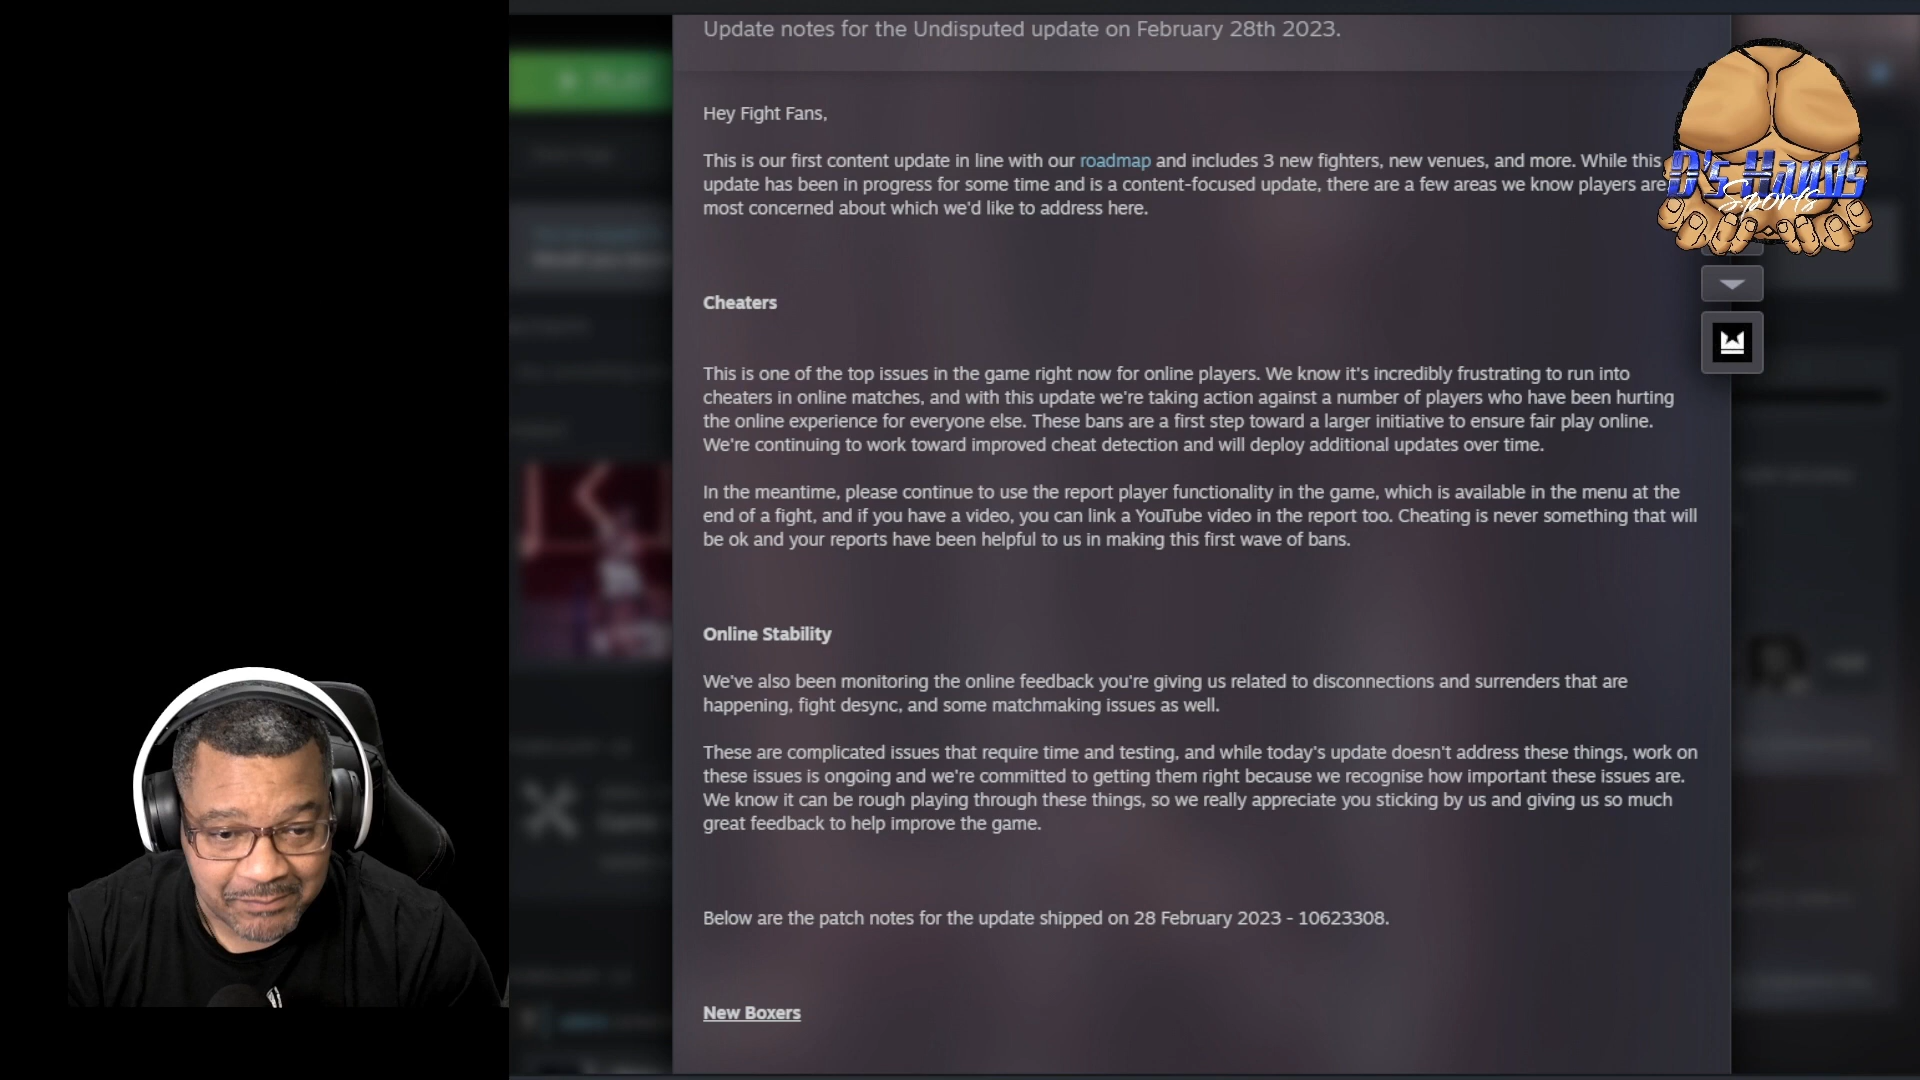 Update notes for the Undisputed update on February 28th 2023.
Hey Fight Fans,
This is our first content update in line with our roadmap and includes 3 new fighters, new venues, and more. While this
update has been in progress for some time and is a content-focused update, there are a few areas we know players are
most concerned about which we'd like to address here.
D's Hands
Sports
Cheaters
This is one of the top issues in the game right now for online players. We know it's incredibly frustrating to run into
cheaters in online matches, and with this update we're taking action against a number of players who have been hurting
the online experience for everyone else. These bans are a first step toward a larger initiative to ensure fair play online.
We're continuing to work toward improved cheat detection and will deploy additional updates over time.
In the meantime, please continue to use the report player functionality in the game, which is available in the menu at the
end of a fight, and if you have a video, you can link a YouTube video in the report too. Cheating is never something that will
be ok and your reports have been helpful to us in making this first wave of bans.
Online Stability
We've also been monitoring the online feedback you're giving us related to disconnections and surrenders that are
happening, fight desync, and some matchmaking issues as well.
These are complicated issues that require time and testing, and while today's update doesn't address these things, work on
these issues is ongoing and we're committed to getting them right because we recognise how important these issues are.
We know it can be rough playing through these things, so we really appreciate you sticking by us and giving us so much
great feedback to help improve the game.
Below are the patch notes for the update shipped on 28 February 2023 - 10623308.
New Boxers